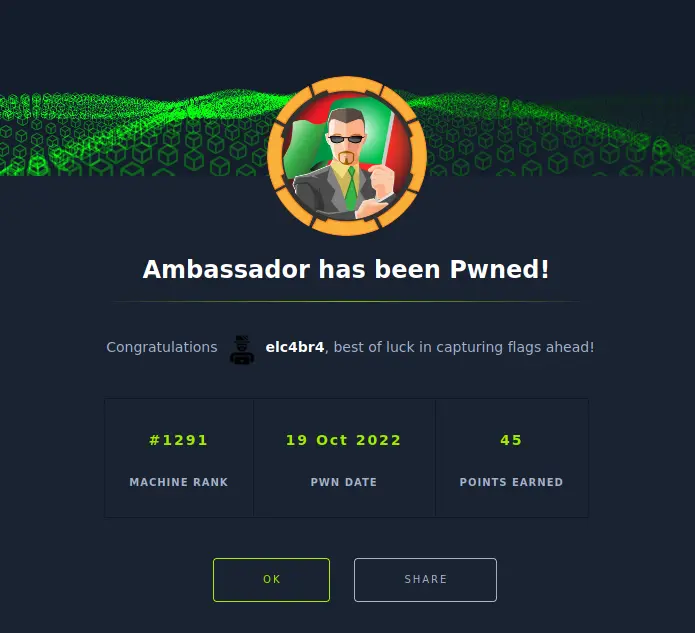 Ambassador has been Pwned!
Congratulations elc4br4, best of luck in capturing flags ahead!
#1291 19 Oct 2022 45
MACHINE RANK PWN DATE POINTS EARNED
OK SHARE